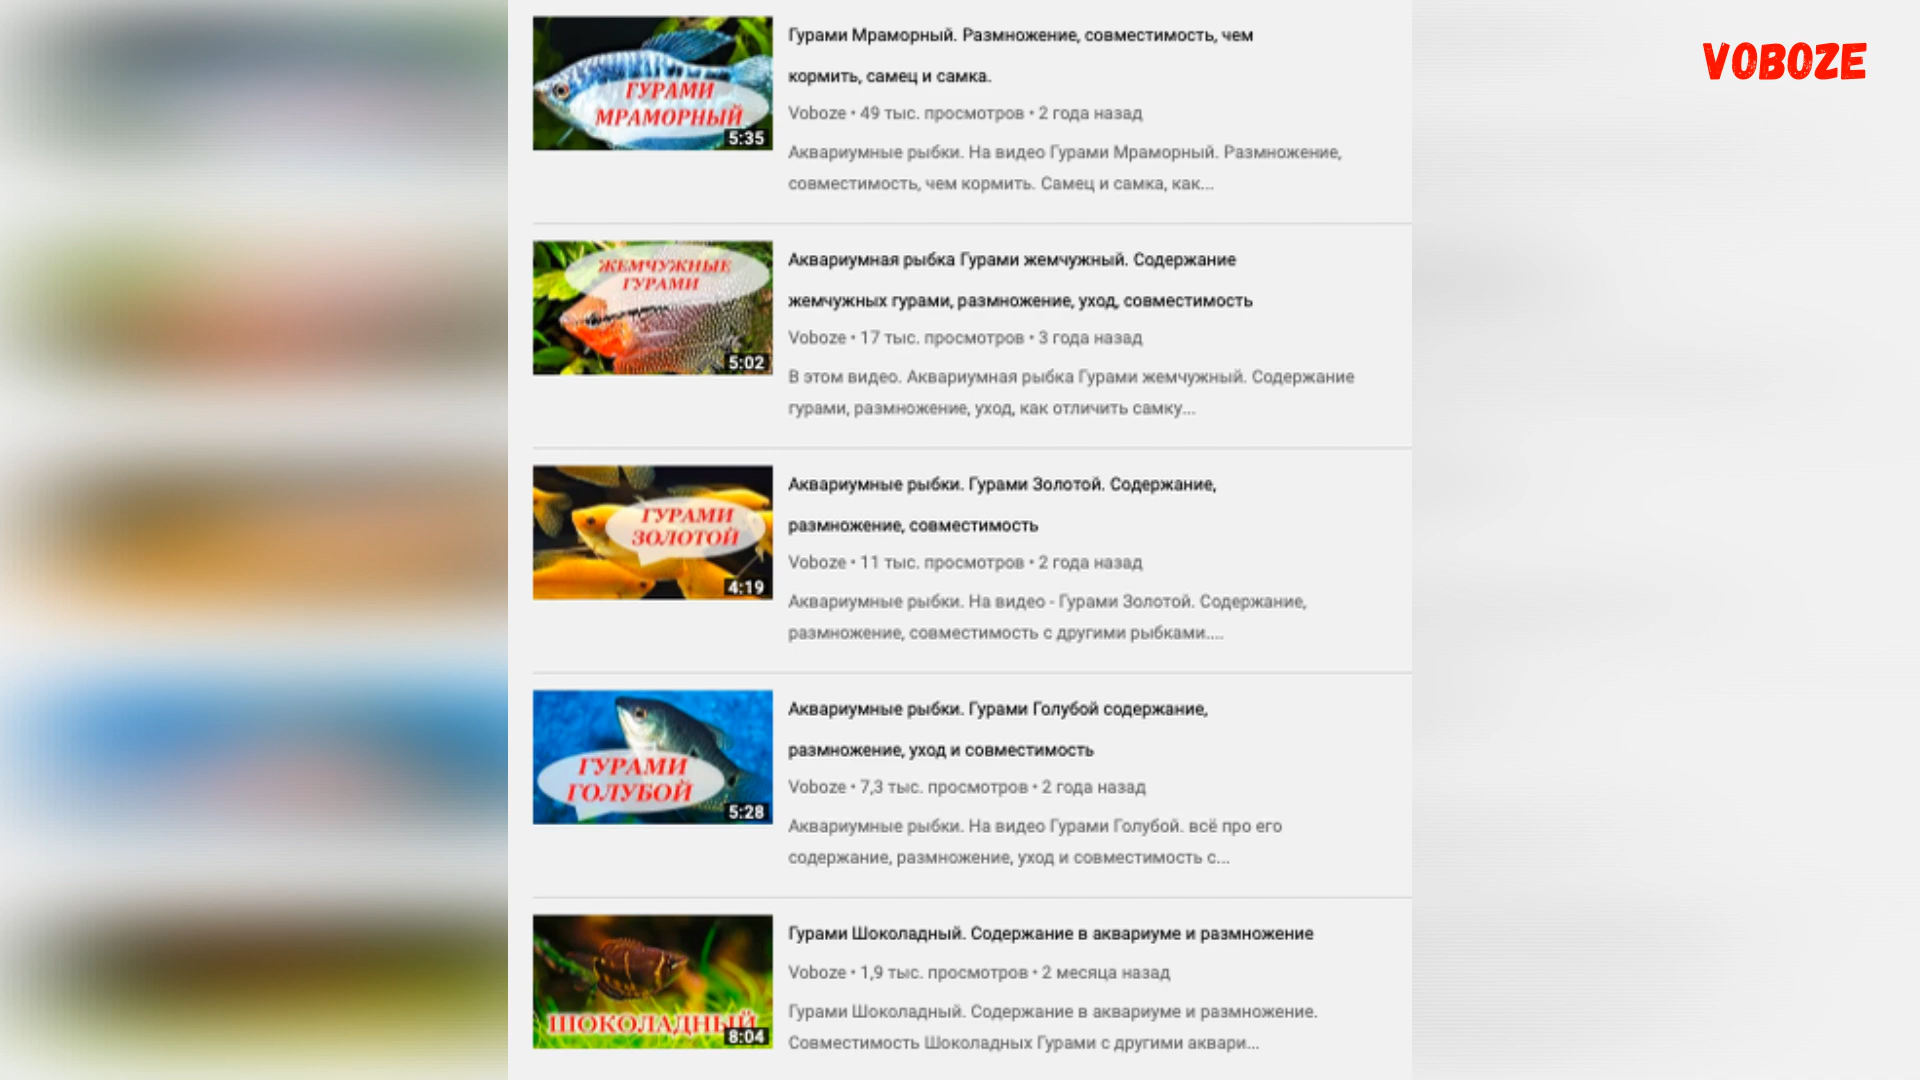 VOBOZE
ГУРАМИ
МРАМОРНЫЙ
5:35
Гурами Мраморный. Размножение, совместимость, чем
кормить, самец и самка.
Voboze • 49 тыс. просмотров • 2 года назад
Аквариумные рыбки. На видео Гурами Мраморный. Размножение,
совместимость, чем кормить. Самец и самка, как...
ЖЕМЧУЖНЫЕ
ГУРАМИ
5:02
Аквариумная рыбка Гурами жемчужный. Содержание
жемчужных гурами, размножение, уход, совместимость
Voboze • 17 тыс. просмотров • 3 года назад
В этом видео. Аквариумная рыбка Гурами жемчужный. Содержание
гурами, размножение, уход, как отличить самку...
ГУРАМИ
ЗОЛОТОЙ
4:19
Аквариумные рыбки. Гурами Золотой. Содержание,
размножение, совместимость
Voboze • 11 тыс. просмотров • 2 года назад
Аквариумные рыбки. На видео - Гурами Золотой. Содержание,
размножение, совместимость с другими рыбками....
ГУРАМИ
ГОЛУБОЙ
5:28
Аквариумные рыбки. Гурами Голубой содержание,
размножение, уход и совместимость
Voboze • 7,3 тыс. просмотров • 2 года назад
Аквариумные рыбки. На видео Гурами Голубой. всё про его
содержание, размножение, уход и совместимость с...
ШОКОЛАДНЫЙ
8:04
Гурами Шоколадный. Содержание в аквариуме и размножение
Voboze • 1,9 тыс. просмотров • 2 месяца назад
Гурами Шоколадный. Содержание в аквариуме и размножение.
Совместимость Шоколадных Гурами с другими аквари...